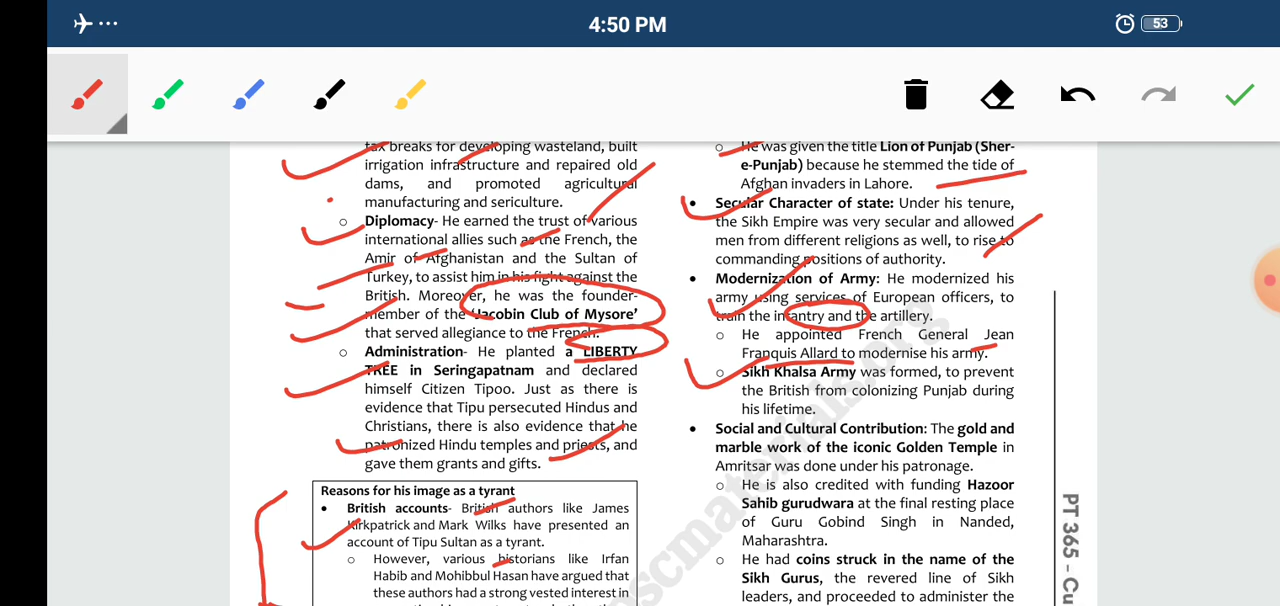 4:50 PM
53
tax breaks for developing wasteland, built
irrigation infrastructure and repaired old
dams, and promoted agricultural
manufacturing and sericulture.
o Diplomacy- He earned the trust of various
international allies such as the French, the
Amir of Afghanistan and the Sultan of
Turkey, to assist him in his fight against the
British. Moreover, he was the founder-
member of the 'Jacobin Club of Mysore'
that served allegiance to the French.
o Administration- He planted a LIBERTY
TREE in Seringapatnam and declared
himself Citizen Tipoo. Just as there is
evidence that Tipu persecuted Hindus and
Christians, there is also evidence that he
patronized Hindu temples and priests, and
gave them grants and gifts.
Reasons for his image as a tyrant
• British accounts- British authors like James
Kirkpatrick and Mark Wilks have presented an
account of Tipu Sultan as a tyrant.
o However, various historians like Irfan
Habib and Mohibbul Hasan have argued that
these authors had a strong vested interest in
o He was given the title Lion of Punjab (Sher-
e-Punjab) because he stemmed the tide of
Afghan invaders in Lahore.
• Secular Character of state: Under his tenure,
the Sikh Empire was very secular and allowed
men from different religions as well, to rise to
commanding positions of authority.
• Modernization of Army: He modernized his
army using services of European officers, to
train the infantry and the artillery.
o He appointed French General Jean
Franquis Allard to modernise his army.
o Sikh Khalsa Army was formed, to prevent
the British from colonizing Punjab during
his lifetime.
• Social and Cultural Contribution: The gold and
marble work of the iconic Golden Temple in
Amritsar was done under his patronage.
o He is also credited with funding Hazoor
Sahib gurudwara at the final resting place
of Guru Gobind Singh in Nanded,
Maharashtra.
o He had coins struck in the name of the
Sikh Gurus, the revered line of Sikh
leaders, and proceeded to administer the
PT 365 - Cu
oscmaterials.org